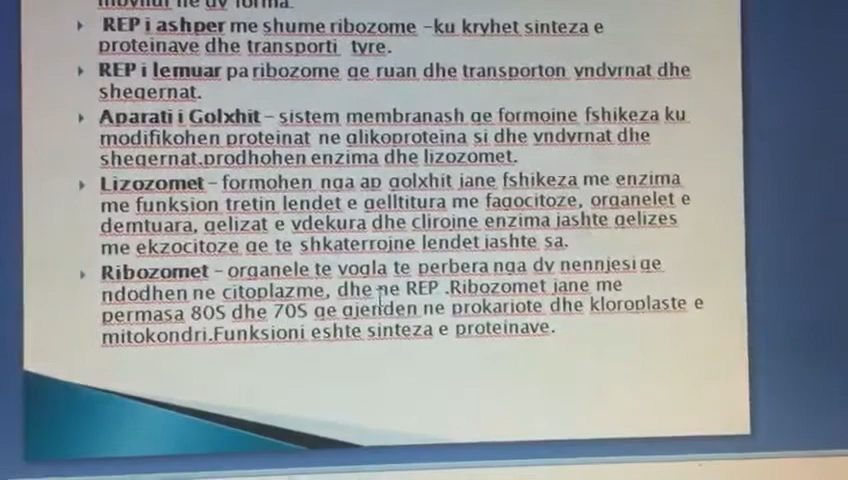 REP i ashper me shume ribozome –ku kryhet sinteza e
proteinave dhe transporti tyre.
REP i lemuar pa ribozome qe ruan dhe transporton yndyrnat dhe
sheqernat.
Aparati i Golxhit – sistem membranash qe formojne fshikeza ku
modifikohen proteinat ne glikoproteina si dhe yndyrnat dhe
sheqernat.prodhohen enzima dhe lizozomet.
Lizozomet – formohen nga ap golxhit jane fshikeza me enzima
me funksion tretin lendet e gelltitura me fagocitoze, organelet e
demtuara, qelizat e vdekura dhe clirojne enzima jashte qelizes
me ekzocitoze qe te shkaterrojne lendet jashte sa.
Ribozomet – organele te vogla te perbera nga dy nennjesi qe
ndodhen ne citoplazme, dhe ne REP .Ribozomet jane me
permasa 80S dhe 70S qe gjenden ne prokariote dhe kloroplaste e
mitokondri.Funksioni eshte sinteza e proteinave.